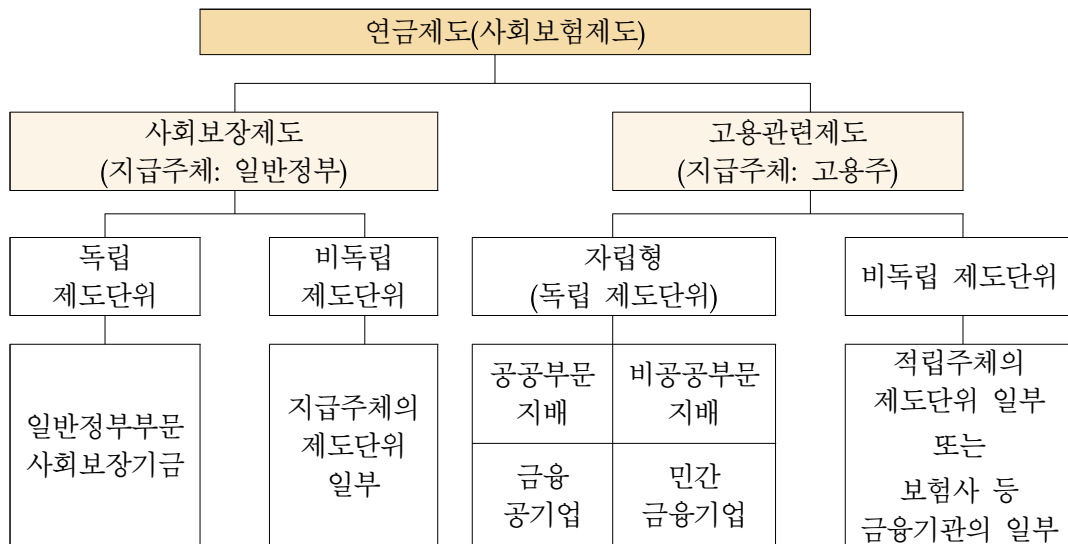 연금제도(사회보험제도)
사회보장제도
(지급주체: 일반정부)
고용관련제도
(지급주체: 고용주)
독립
제도단위
비독립
제도단위
자립형
(독립 제도단위)
비독립 제도단위
일반정부부문
사회보장기금
지급주체의
제도단위
일부
공공부문
지배
비공공부문
지배
금융
공기업
민간
금융기업
적립주체의
제도단위 일부
또는
보험사 등
금융기관의 일부